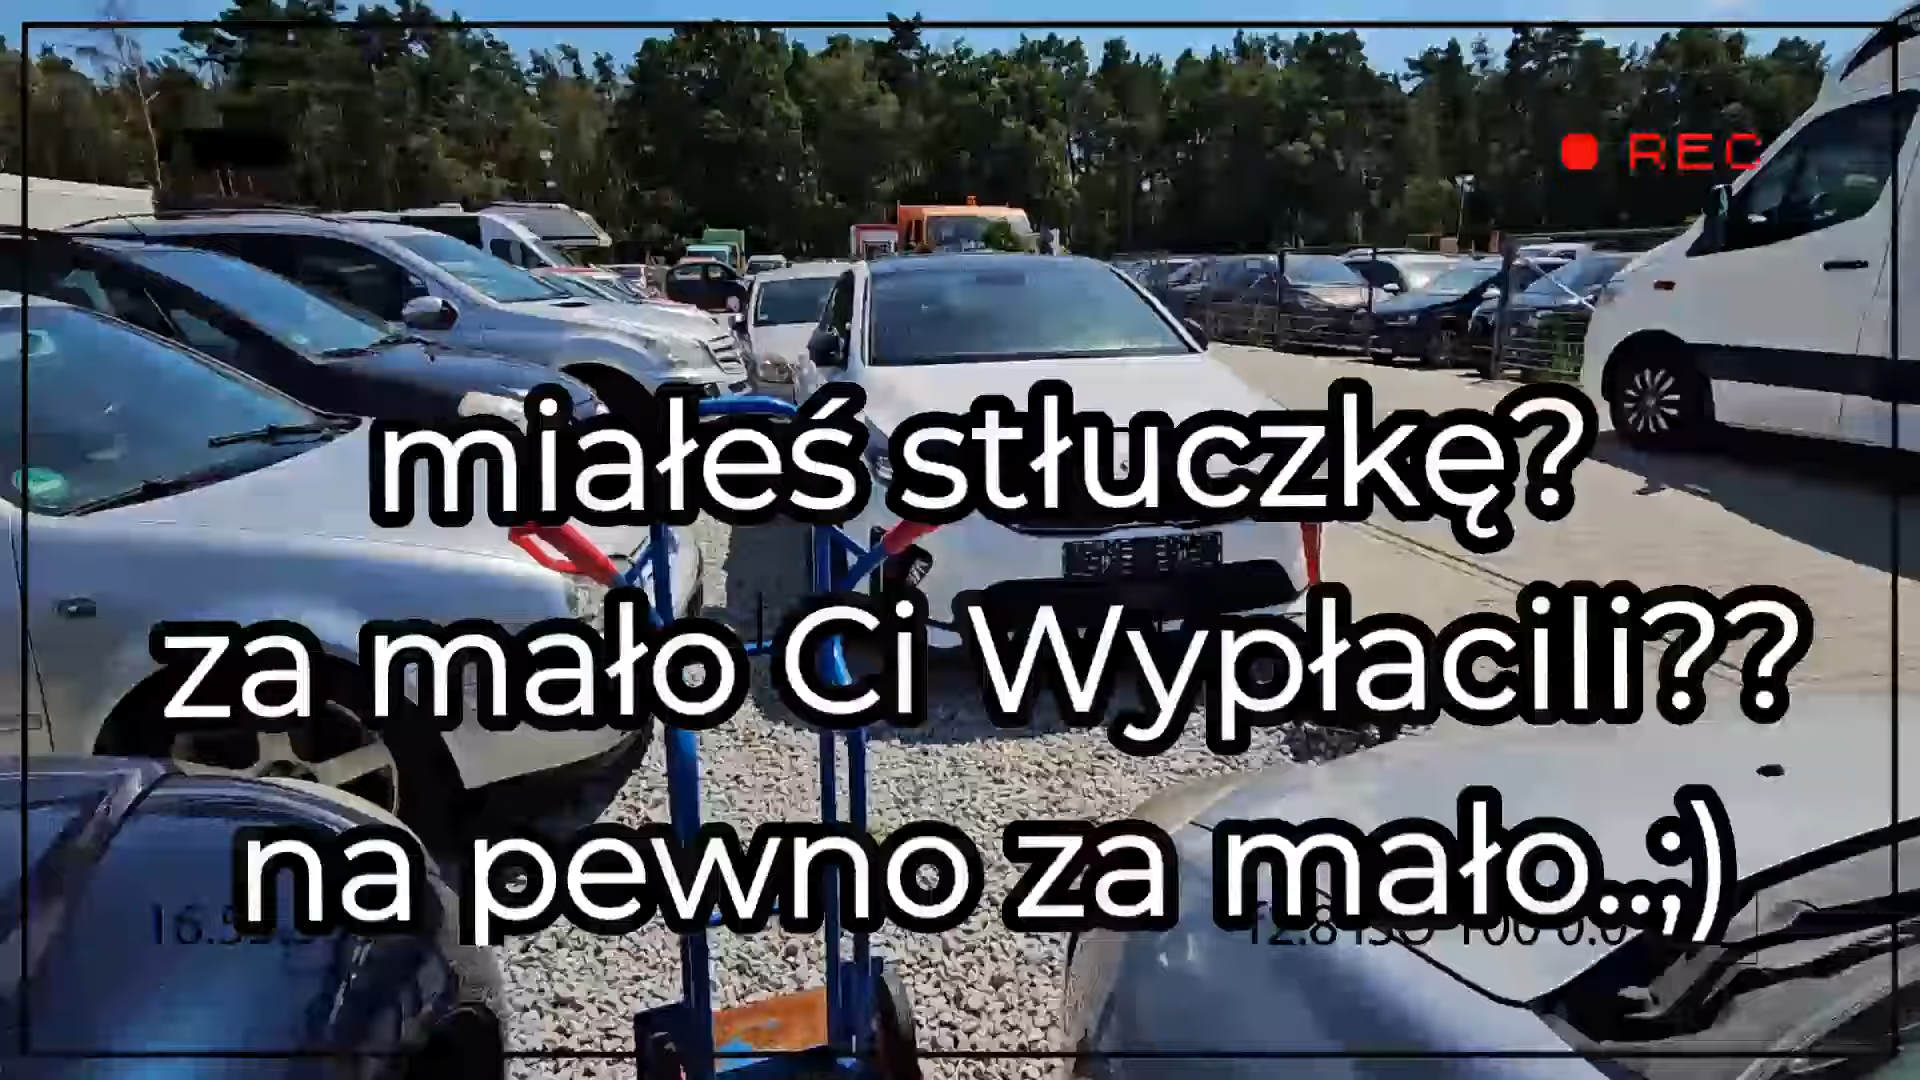 REC
miałeś stłuczkę?
za mało Ci Wypłacili??
na pewno za mało..;)